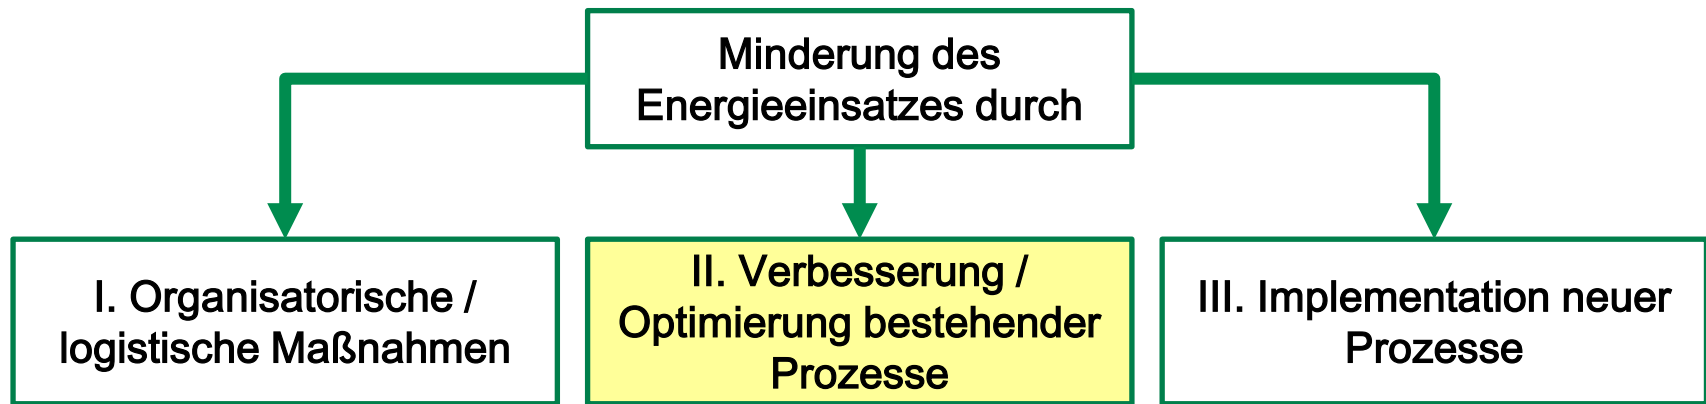 Minderung des
Energieeinsatzes durch
I. Organisatorische /
logistische Maßnahmen
II. Verbesserung /
Optimierung bestehender
Prozesse
III. Implementation neuer
Prozesse